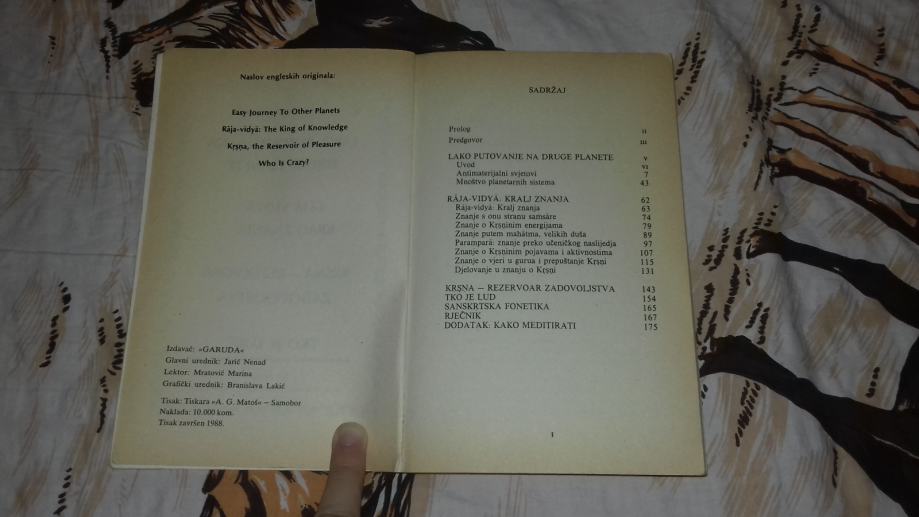 Naslov engleskih originala:
Easy Journey To Other Planets
Rāja-vidyā: The King of Knowledge
Kṛṣṇa, the Reservoir of Pleasure
Who Is Crazy?
Izdavač: »GARUDA«
Glavni urednik: Jarić Nenad
Lektor: Mratović Marina
Grafički urednik: Branislava Lakić
Tisak: Tiskara »A. G. Matoš« – Samobor
Naklada: 10.000 kom.
Tisak završen 1988.
SADRŽAJ
Prolog ii
Predgovor iii
LAKO PUTOVANJE NA DRUGE PLANETE v
Uvod vi
Antimaterijalni svjetovi 7
Mnoštvo planetarnih sistema 43
RĀJA-VIDYĀ: KRALJ ZNANJA 62
Rāja-vidyā: Kralj znanja 63
Znanje s onu stranu samsāre 74
Znanje o Kṛṣṇinim energijama 79
Znanje putem mahātma, velikih duša 89
Paramparā: znanje preko učeničkog naslijedja 97
Znanje o Kṛṣṇinim pojavama i aktivnostima 107
Znanje o vjeri u gurua i prepuštanje Kṛṣṇi 115
Djelovanje u znanju o Kṛṣṇi 131
KṚṢṆA – REZERVOAR ZADOVOLJSTVA 143
TKO JE LUD 154
SANSKRTSKA FONETIKA 165
RJEČNIK 167
DODATAK: KAKO MEDITIRATI 175
1